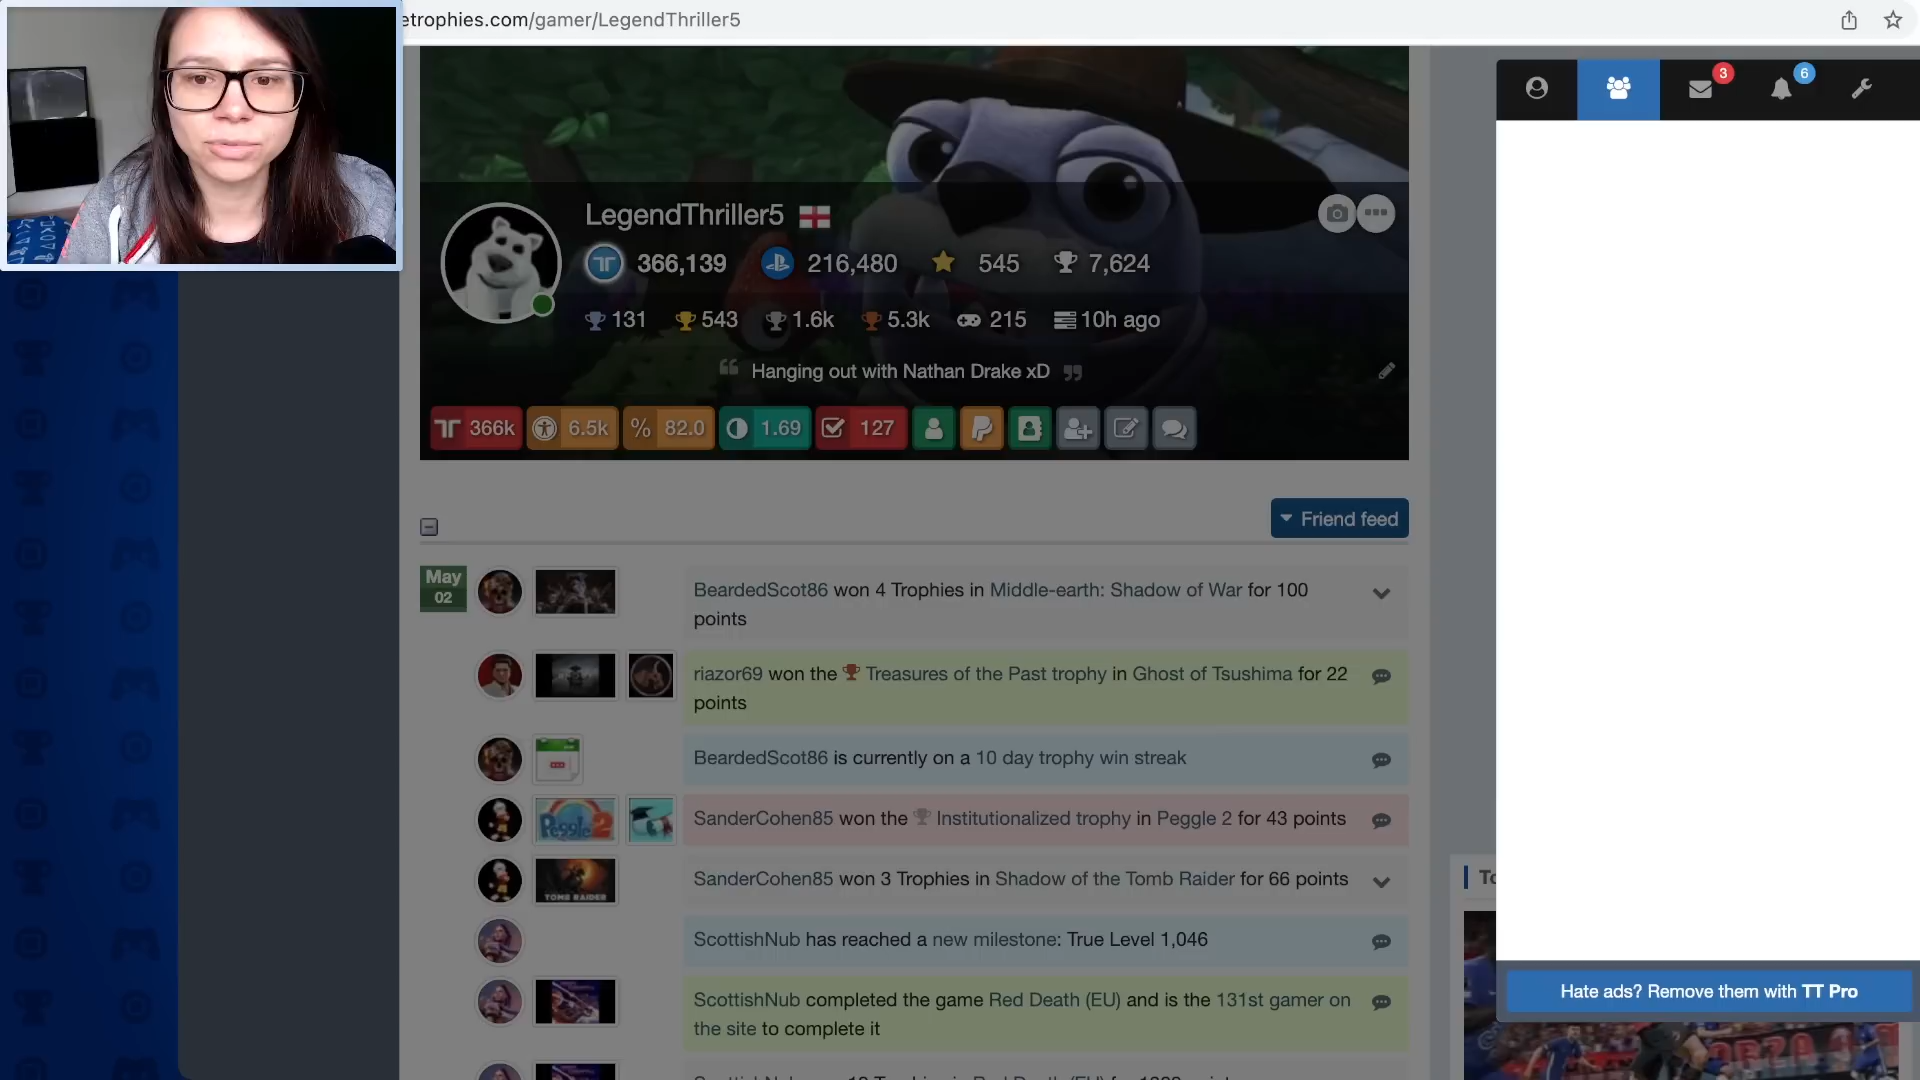 etrophies.com/gamer/LegendThriller5
3
6
LegendThriller5
366,139
216,480
545
7,624
131
543
1.6k
5.3k
215
10h ago
Hanging out with Nathan Drake xD
366k
6.5k
% 82.0
1.69
127
Friend feed
May
02
BeardedScot86 won 4 Trophies in Middle-earth: Shadow of War for 100
points
riazor69 won the Treasures of the Past trophy in Ghost of Tsushima for 22
points
BeardedScot86 is currently on a 10 day trophy win streak
Peggle 2
SanderCohen85 won the Institutionalized trophy in Peggle 2 for 43 points
TOMB RAIDER
SanderCohen85 won 3 Trophies in Shadow of the Tomb Raider for 66 points
To
ScottishNub has reached a new milestone: True Level 1,046
ScottishNub completed the game Red Death (EU) and is the 131st gamer on
the site to complete it
Hate ads? Remove them with TT Pro